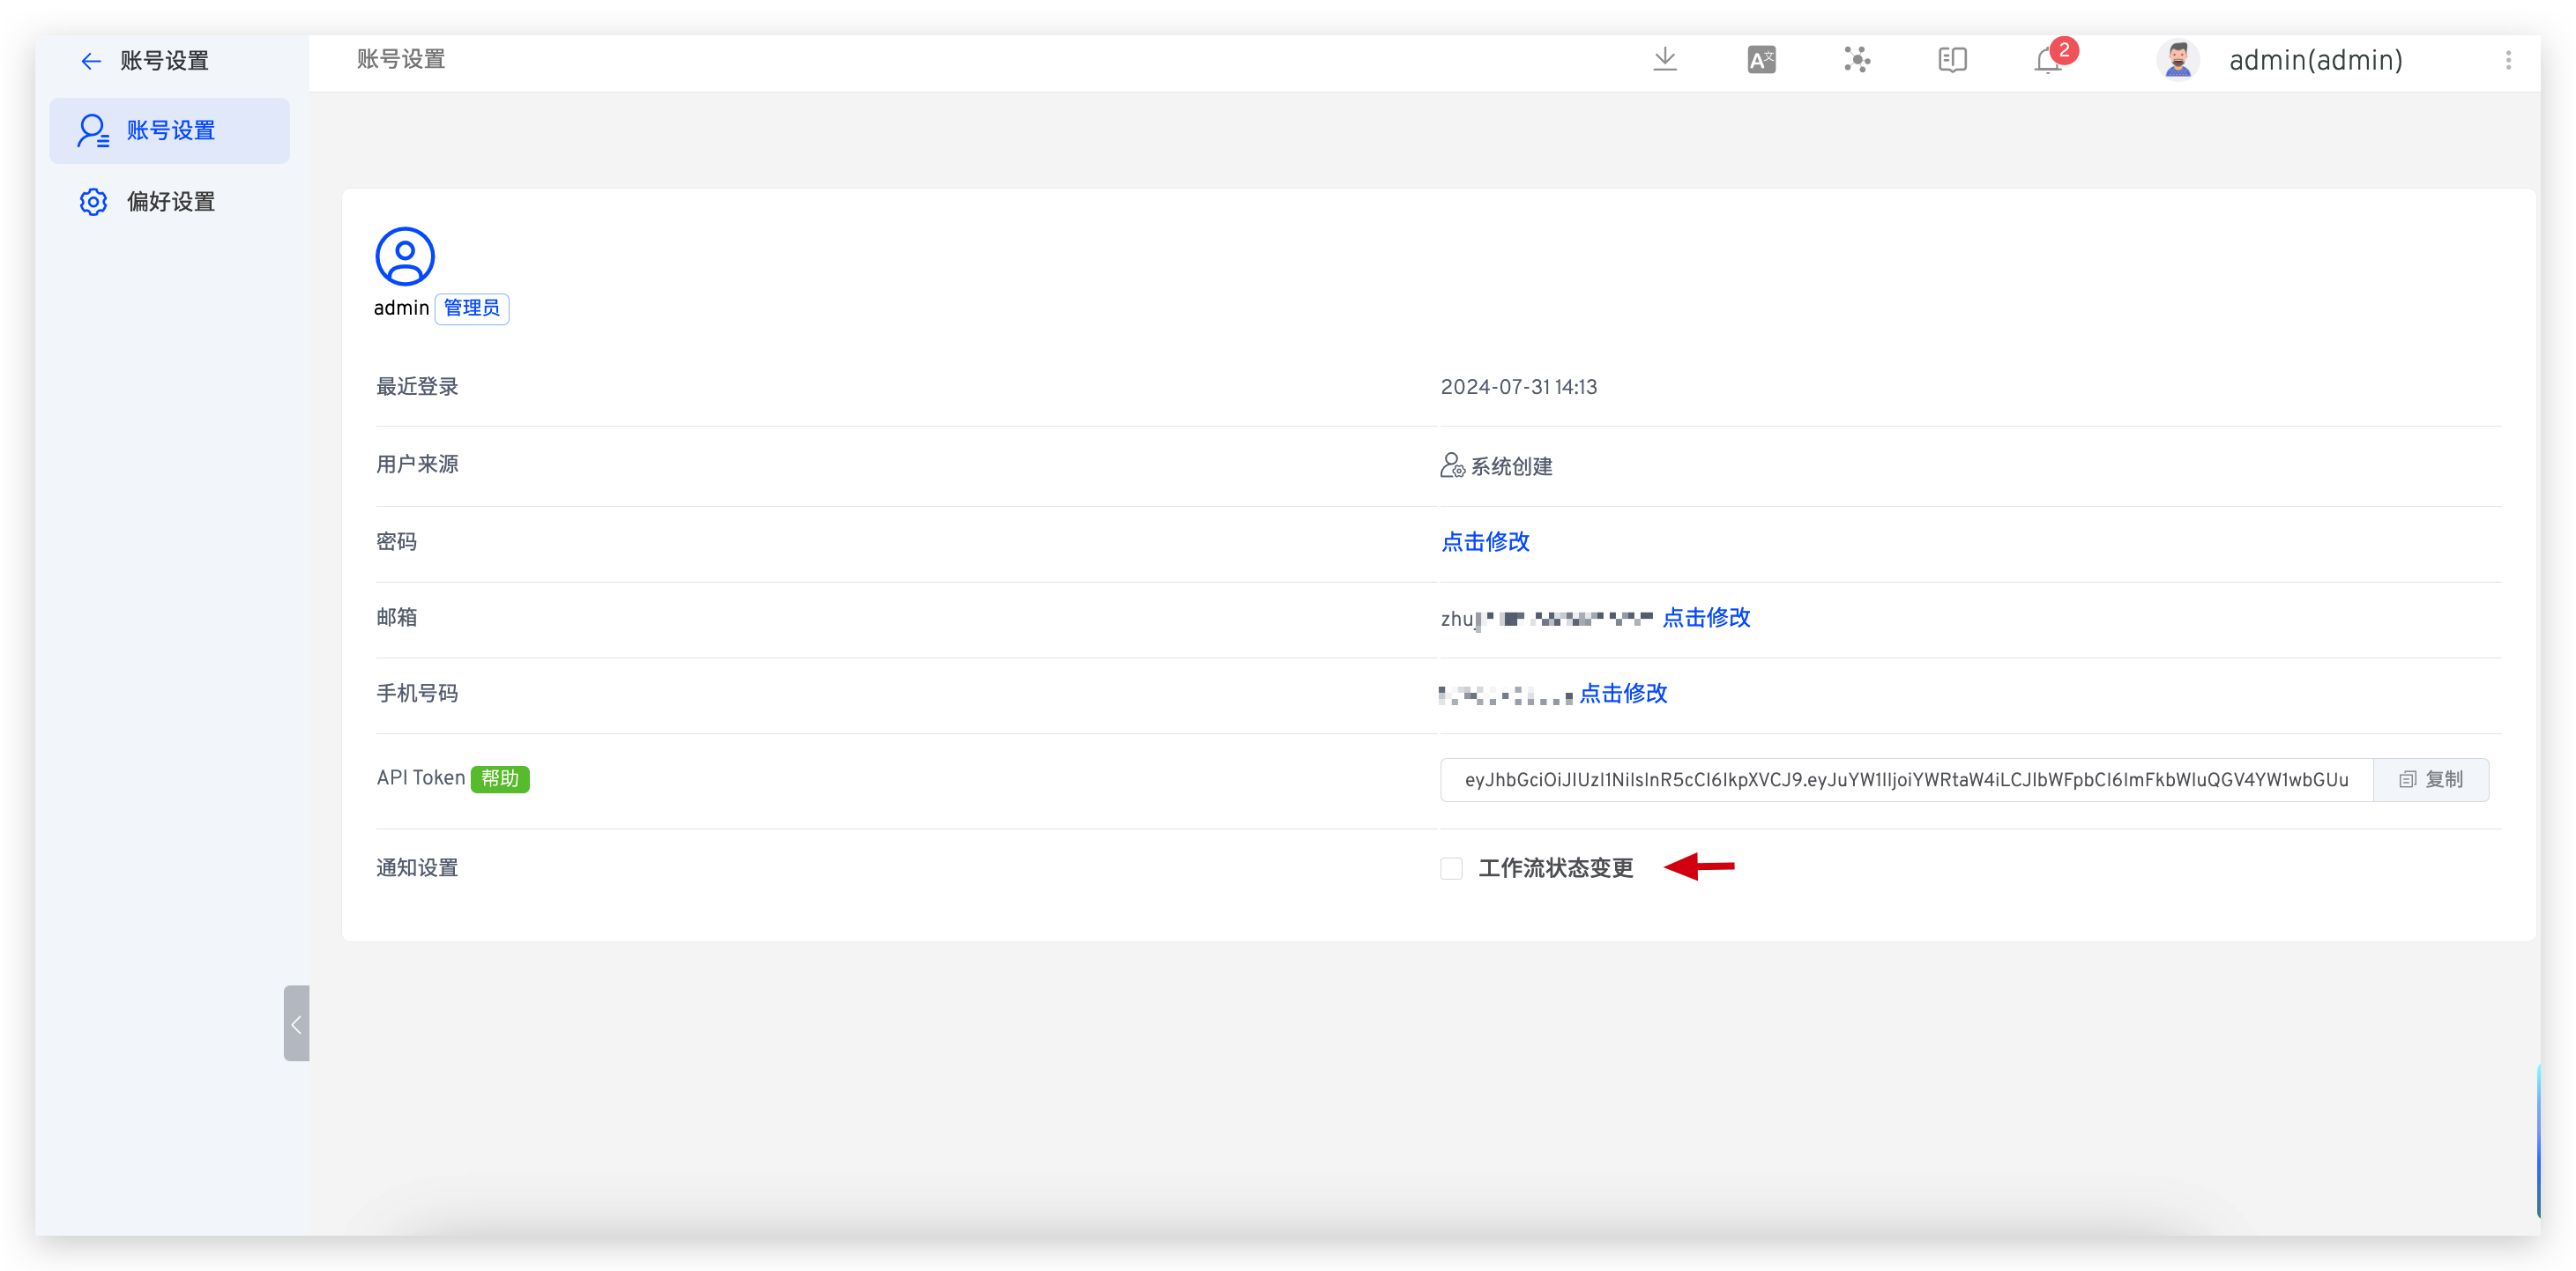 账号设置
账号设置
偏好设置
账号设置
2
admin(admin)
admin 管理员
最近登录 2024-07-31 14:13
用户来源 系统创建
密码 点击修改
邮箱 zhuj 点击修改
手机号码 点击修改
API Token 帮助 eyJhbGciOiJIUzI1NiIsInR5cCI6IkpXVCJ9.eyJuYW1lIjoiYWRtaW4iLCJlbWFpbCI6ImFkbWluQGV4YW1wbGUu 复制
通知设置 工作流状态变更